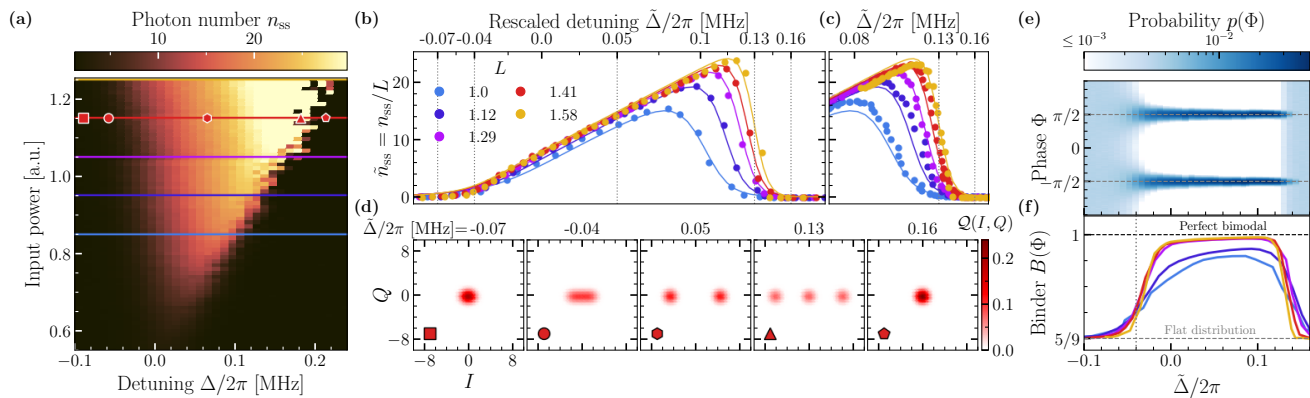 (a)
Photon number n_ss
10 20
1.2
1.0
0.8
0.6
Input power [a.u.]
−0.1 0.0 0.1 0.2
Detuning Δ/2π [MHz]
(b)
Rescaled detuning Δ̃/2π [MHz]
−0.07 −0.04 0.0 0.05 0.1 0.13 0.16
20
10
0
ñ_ss = n_ss/L
L
1.0
1.12
1.29
1.41
1.58
(c)
Δ̃/2π [MHz]
0.08 0.13 0.16
(d)
Δ̃/2π [MHz]= −0.07 −0.04 0.05 0.13 0.16
Q(I, Q)
8
0
−8
Q
−8 0 8
I
0.2
0.1
0.0
(e)
Probability p(Φ)
≤ 10⁻³ 10⁻²
π/2
0
−π/2
Phase Φ
(f)
Perfect bimodal
1
5/9
Flat distribution
Binder B(Φ)
−0.1 0.0 0.1
Δ̃/2π